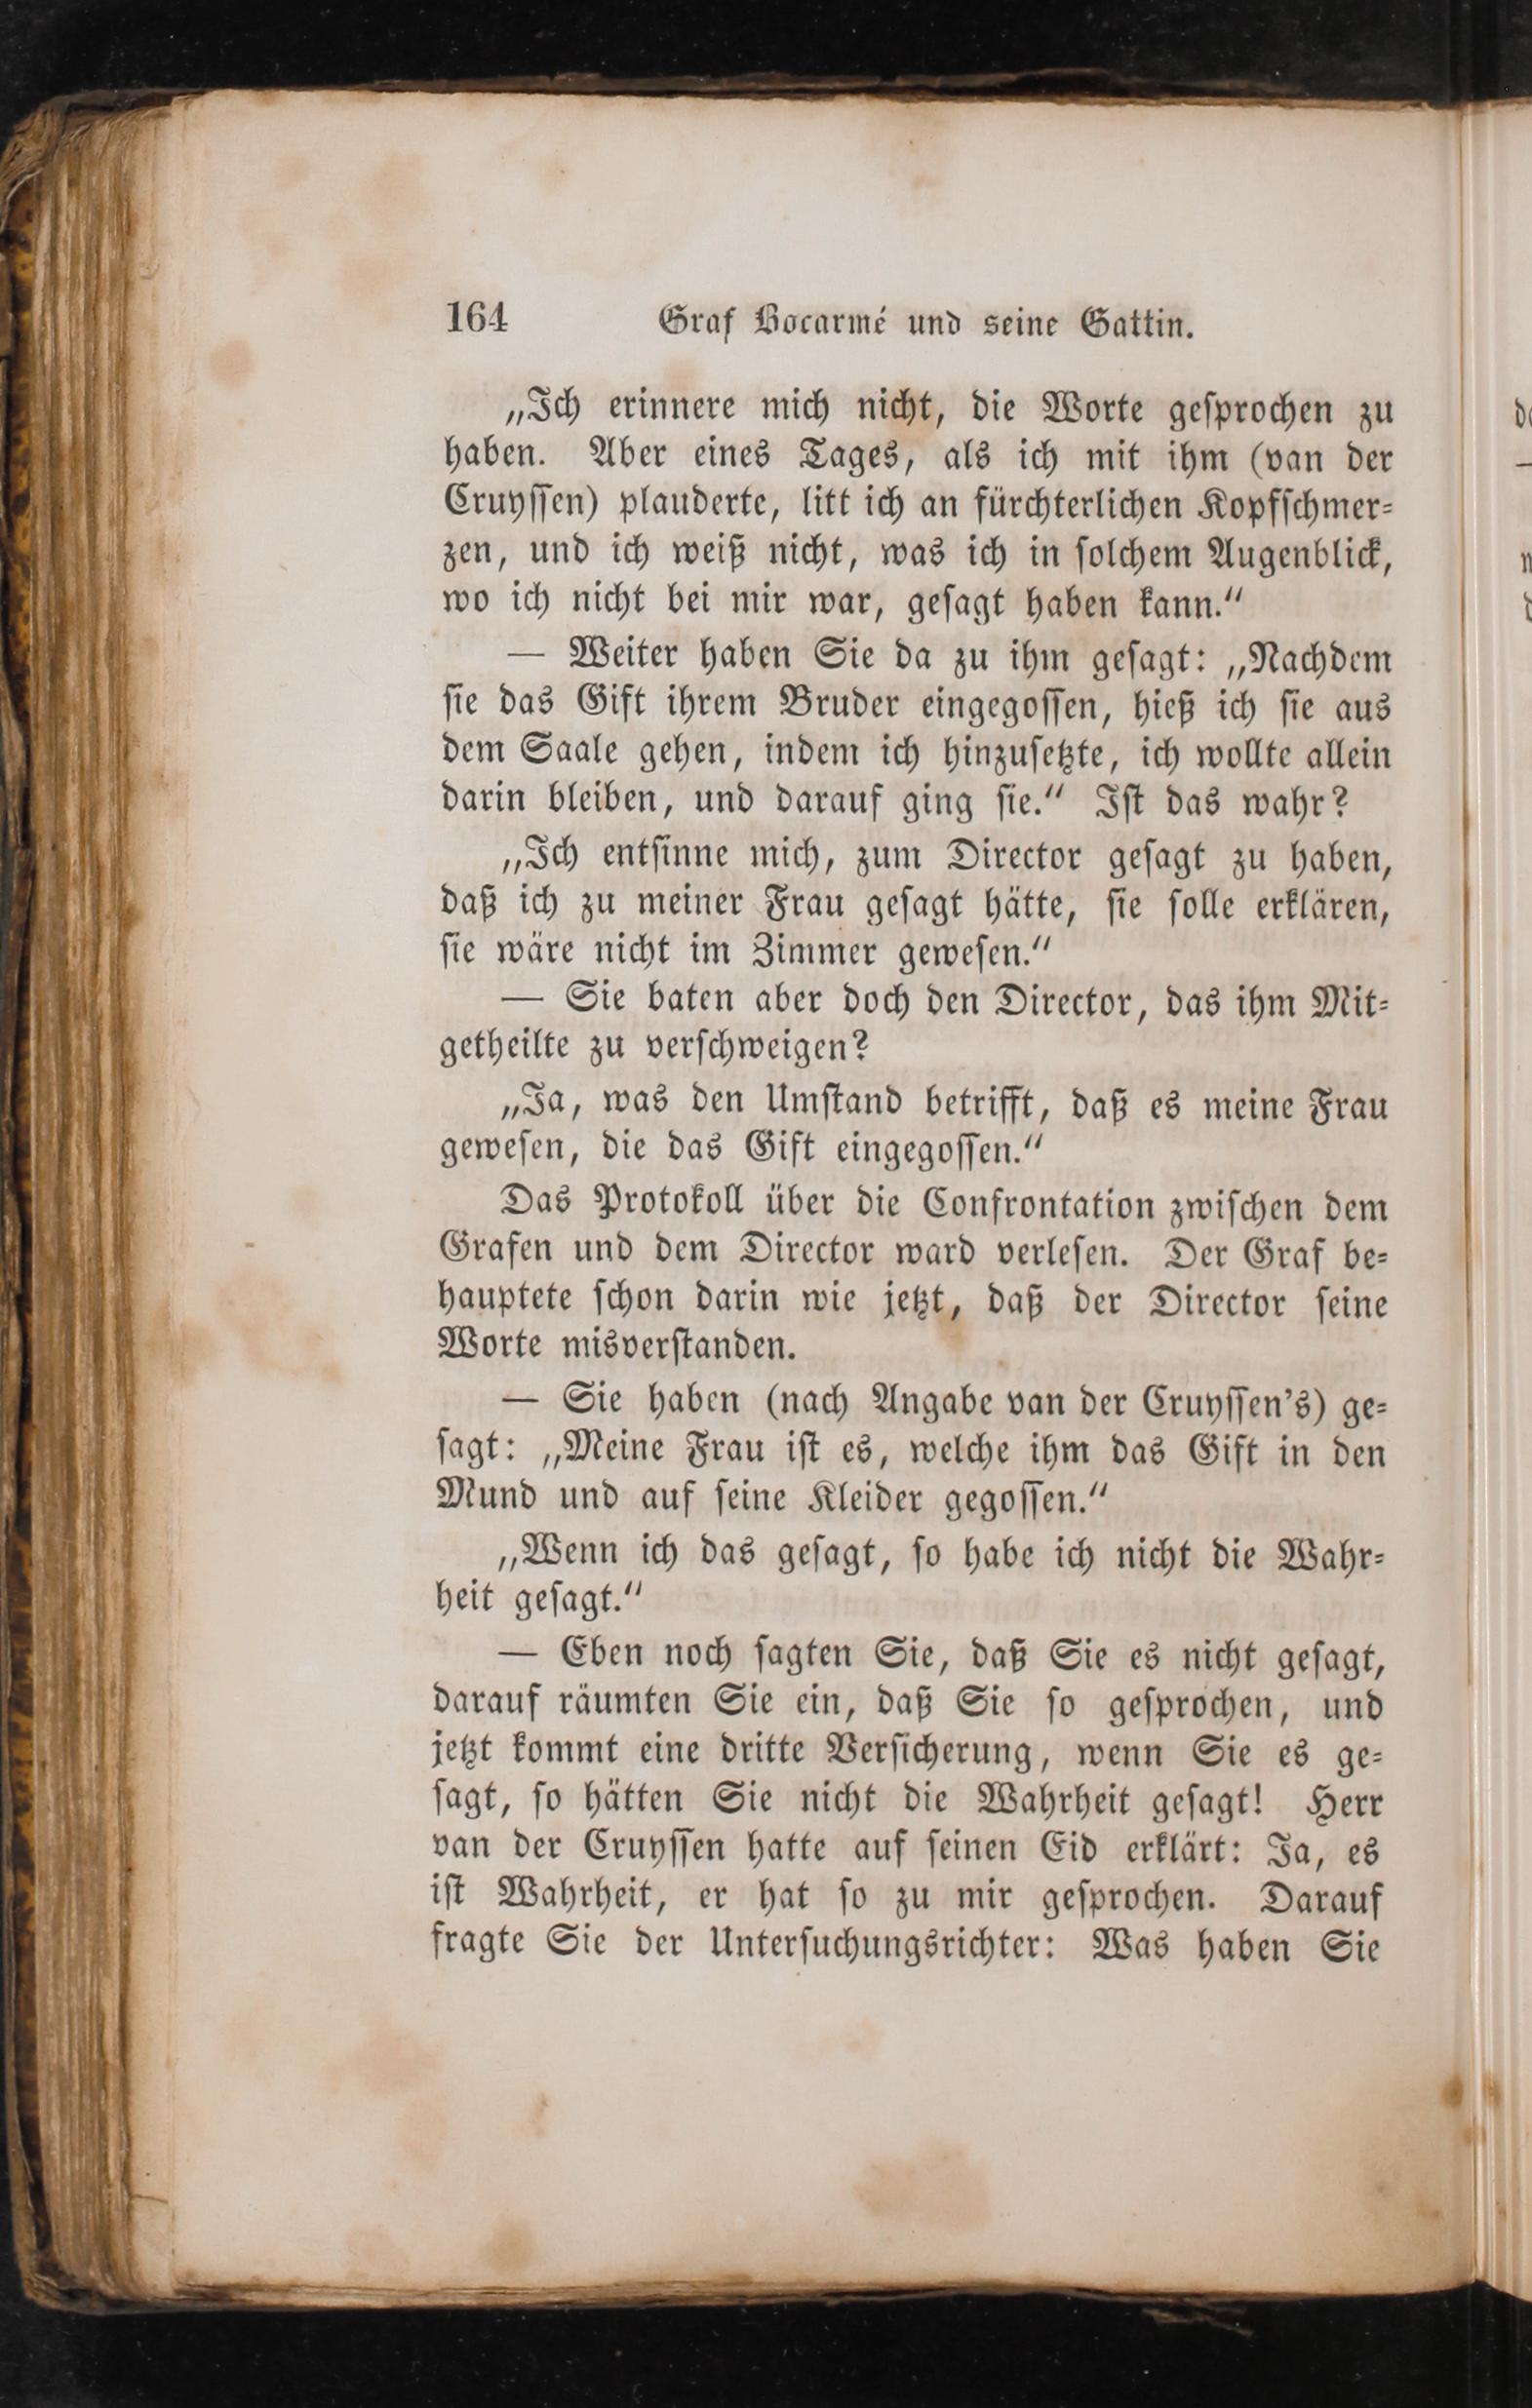 164 Graf Bocarmé und seine Gattin.
„Ich erinnere mich nicht, die Worte geſprochen zu
haben. Aber eines Tages, als ich mit ihm (van der
Cruyſſen) plauderte, litt ich an fürchterlichen Kopfſchmer-
zen, und ich weiß nicht, was ich in ſolchem Augenblick,
wo ich nicht bei mir war, geſagt haben kann.“
— Weiter haben Sie da zu ihm geſagt: „Nachdem
ſie das Gift ihrem Bruder eingegoſſen, hieß ich ſie aus
dem Saale gehen, indem ich hinzuſetzte, ich wollte allein
darin bleiben, und darauf ging ſie.“ Iſt das wahr?
„Ich entſinne mich, zum Director geſagt zu haben,
daß ich zu meiner Frau geſagt hätte, ſie ſolle erklären,
ſie wäre nicht im Zimmer geweſen.“
— Sie baten aber doch den Director, das ihm Mit-
getheilte zu verſchweigen?
„Ja, was den Umſtand betrifft, daß es meine Frau
geweſen, die das Gift eingegoſſen.“
Das Protokoll über die Confrontation zwiſchen dem
Grafen und dem Director ward verleſen. Der Graf be-
hauptete ſchon darin wie jetzt, daß der Director ſeine
Worte misverſtanden.
— Sie haben (nach Angabe van der Cruyſſen’s) ge-
ſagt: „Meine Frau iſt es, welche ihm das Gift in den
Mund und auf ſeine Kleider gegoſſen.“
„Wenn ich das geſagt, ſo habe ich nicht die Wahr-
heit geſagt.“
— Eben noch ſagten Sie, daß Sie es nicht geſagt,
darauf räumten Sie ein, daß Sie ſo geſprochen, und
jetzt kommt eine dritte Verſicherung, wenn Sie es ge-
ſagt, ſo hätten Sie nicht die Wahrheit geſagt! Herr
van der Cruyſſen hatte auf ſeinen Eid erklärt: Ja, es
iſt Wahrheit, er hat ſo zu mir geſprochen. Darauf
fragte Sie der Unterſuchungsrichter: Was haben Sie